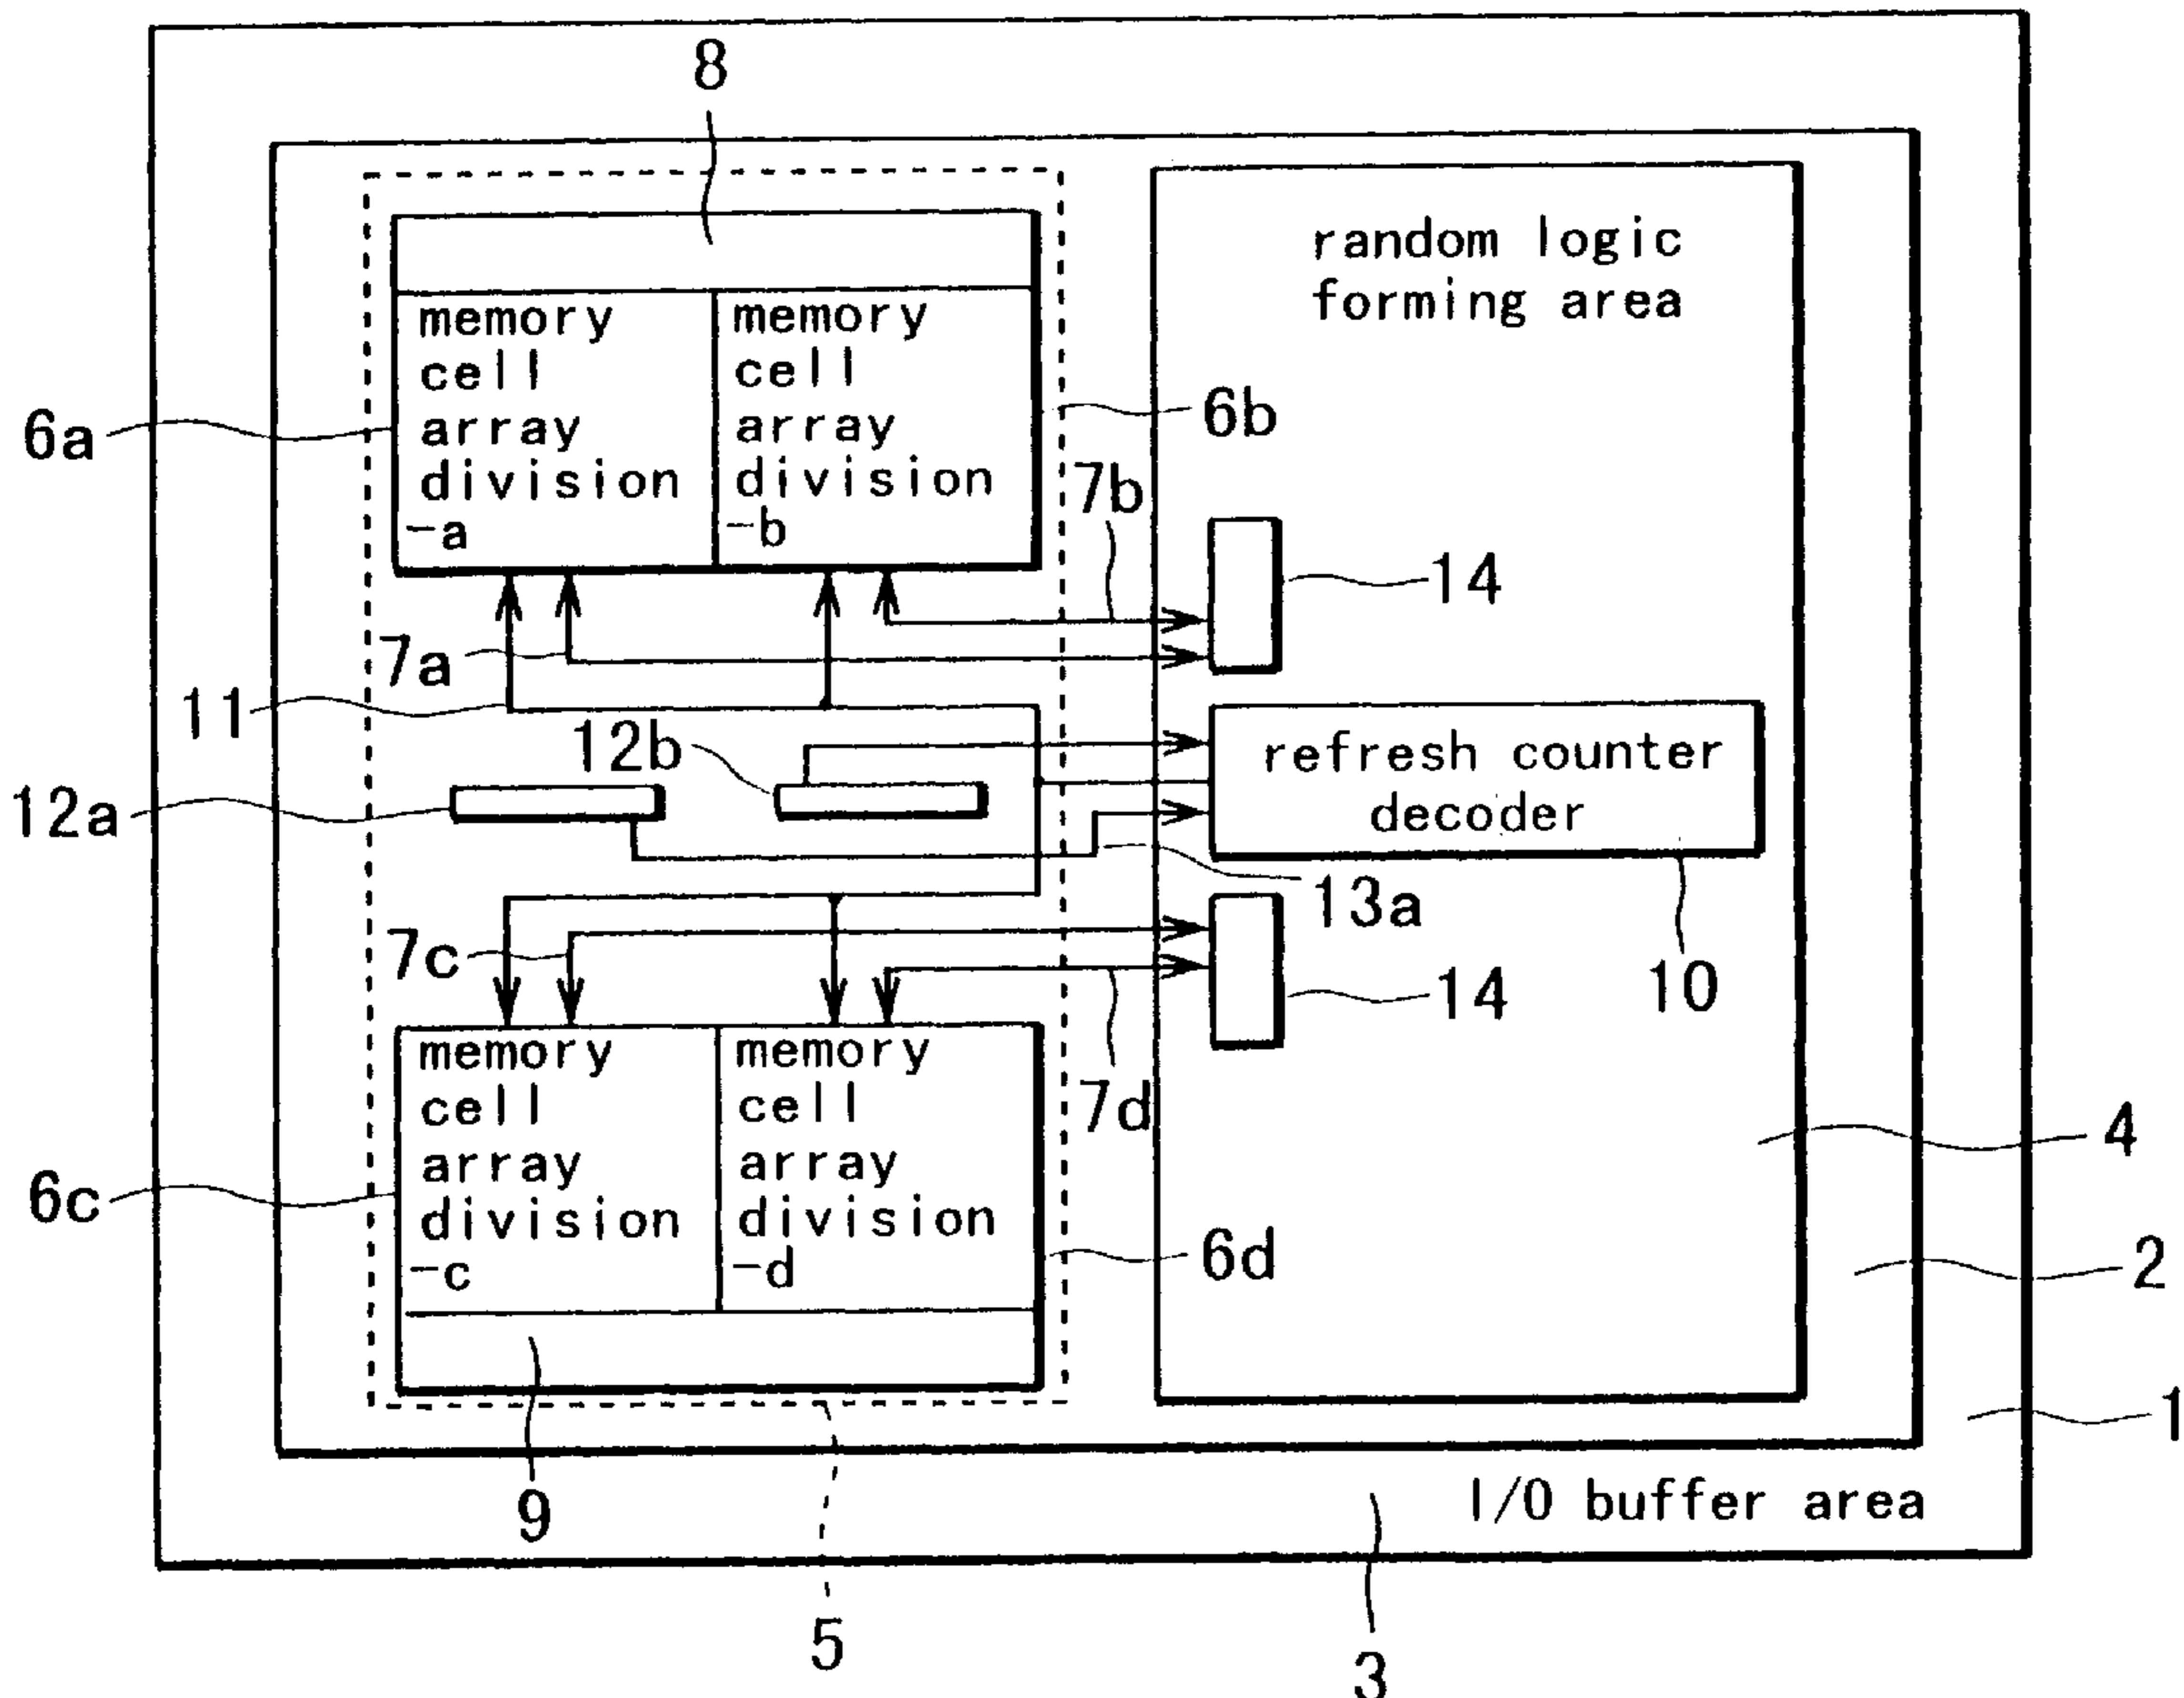 8
random logic
forming area
memory
cell
array
division
-a
memory
cell
array
division
-b
6a
6b
7b
14
7a
11
12b
refresh counter
decoder
12a
13a
7c
10
14
memory
cell
array
division
-c
memory
cell
array
division
-d
7d
4
6c
6d
2
1
9
I/O buffer area
5
3